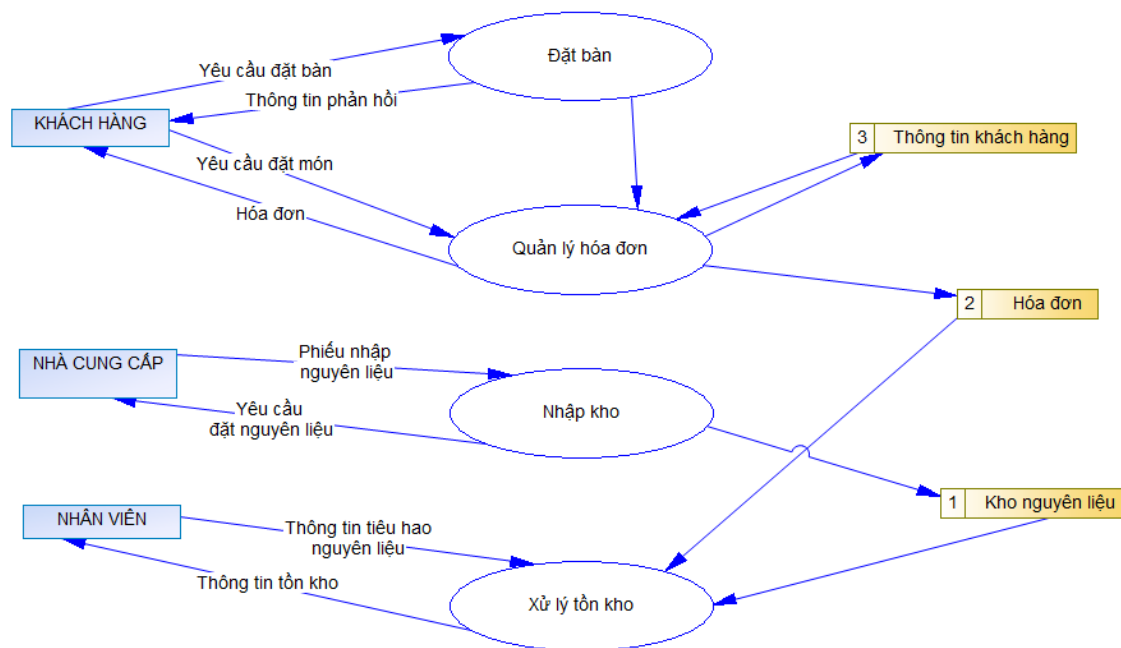 Đặt bàn
Yêu cầu đặt bàn
Thông tin phản hồi
KHÁCH HÀNG
3 Thông tin khách hàng
Yêu cầu đặt món
Hóa đơn
Quản lý hóa đơn
2 Hóa đơn
Phiếu nhập
nguyên liệu
NHÀ CUNG CẤP
Yêu cầu
đặt nguyên liệu
Nhập kho
1 Kho nguyên liệu
NHÂN VIÊN
Thông tin tiêu hao
nguyên liệu
Thông tin tồn kho
Xử lý tồn kho